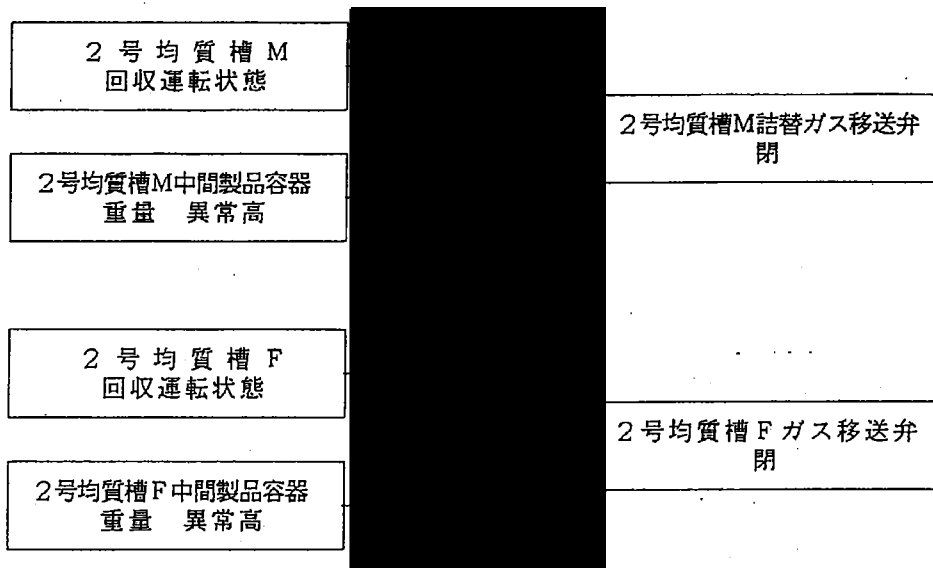 2号均質槽M
回収運転状態
2号均質槽M詰替ガス移送弁
閉
2号均質槽M中間製品容器
重量 異常高
2号均質槽F
回収運転状態
2号均質槽Fガス移送弁
閉
2号均質槽F中間製品容器
重量 異常高